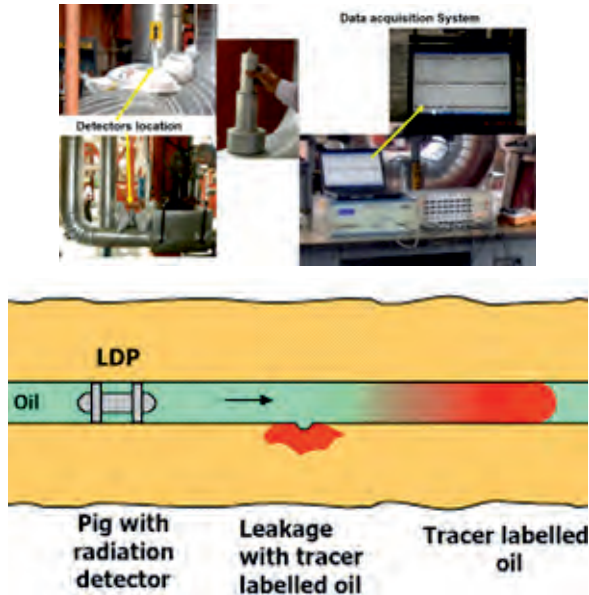 Data acquisition System
Detectors location
LDP
Oil
Pig with
radiation
detector
Leakage
with tracer
labelled oil
Tracer labelled
oil